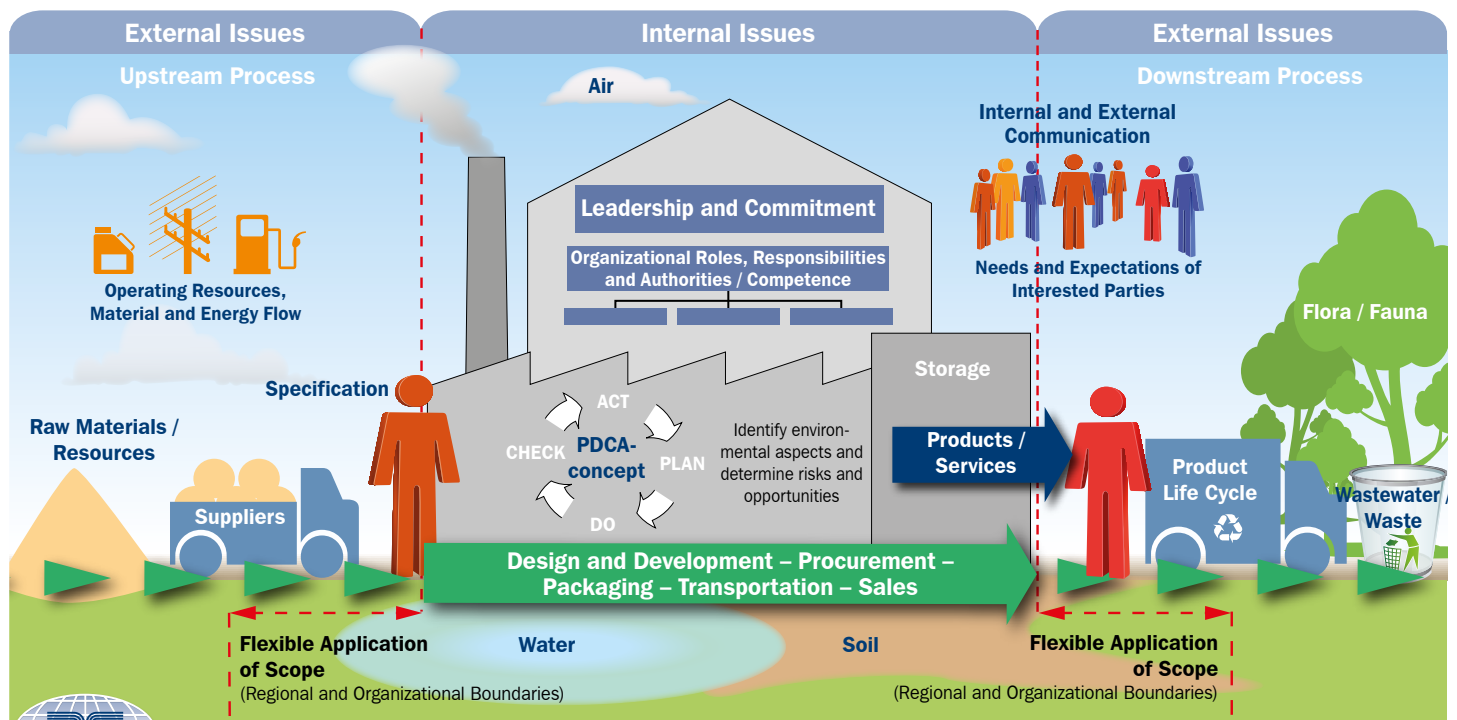 External Issues
Internal Issues
External Issues
Upstream Process
Downstream Process
Air
Internal and External
Communication
Leadership and Commitment
Organizational Roles, Responsibilities
and Authorities / Competence
Needs and Expectations of
Interested Parties
Operating Resources,
Material and Energy Flow
Flora / Fauna
Storage
Specification
Raw Materials /
Resources
Suppliers
ACT
CHECK
PDCA-
concept
PLAN
DO
Identify environ-
mental aspects and
determine risks and
opportunities
Products /
Services
Product
Life Cycle
Wastewater /
Waste
Design and Development – Procurement –
Packaging – Transportation – Sales
Flexible Application
of Scope
(Regional and Organizational Boundaries)
Water
Soil
Flexible Application
of Scope
(Regional and Organizational Boundaries)